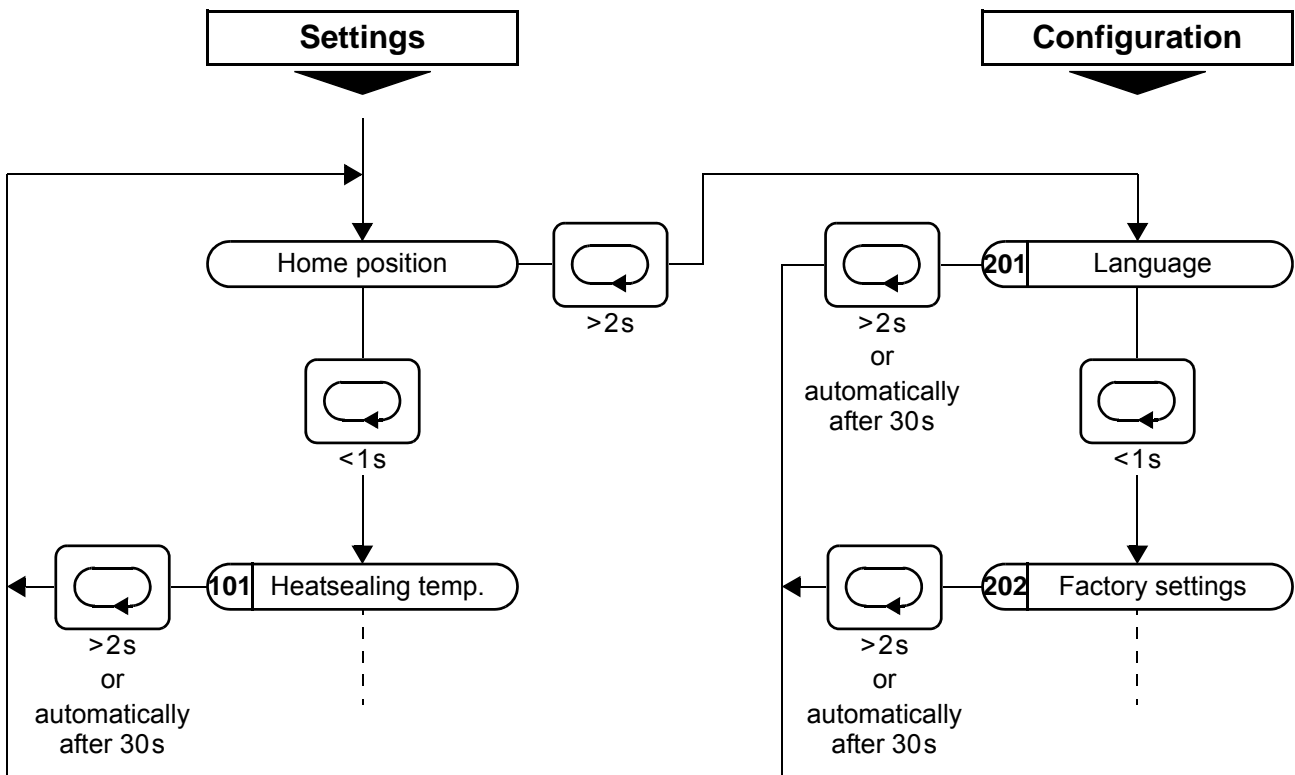 Settings
Configuration
Home position
>2s
201 Language
>2s
or
automatically
after 30s
<1s
<1s
101 Heatsealing temp.
>2s
or
automatically
after 30s
202 Factory settings
>2s
or
automatically
after 30s